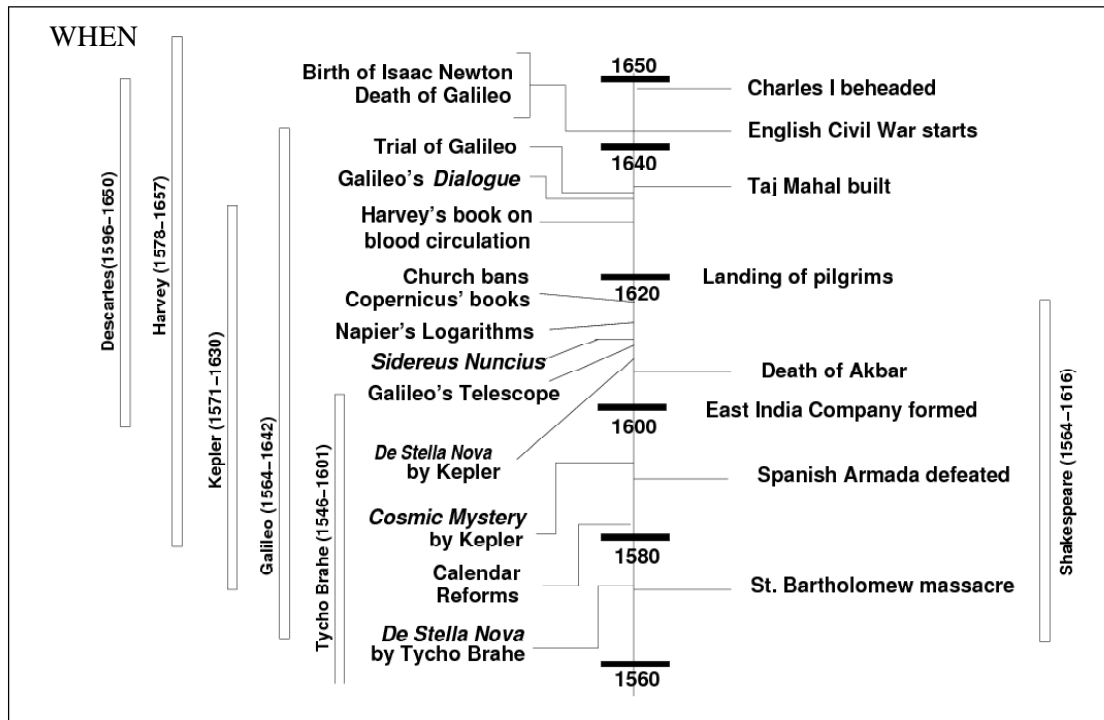 WHEN
Birth of Isaac Newton
Death of Galileo
Trial of Galileo
Galileo's Dialogue
Harvey's book on
blood circulation
Church bans
Copernicus' books
Napier's Logarithms
Sidereus Nuncius
Galileo's Telescope
De Stella Nova
by Kepler
Cosmic Mystery
by Kepler
Calendar
Reforms
De Stella Nova
by Tycho Brahe
1650
1640
1620
1600
1580
1560
Charles I beheaded
English Civil War starts
Taj Mahal built
Landing of pilgrims
Death of Akbar
East India Company formed
Spanish Armada defeated
St. Bartholomew massacre
Descarles(1596–1650)
Harvey (1578–1657)
Kepler (1571–1630)
Galileo (1564–1642)
Tycho Brahe (1546–1601)
Shakespeare (1564–1616)